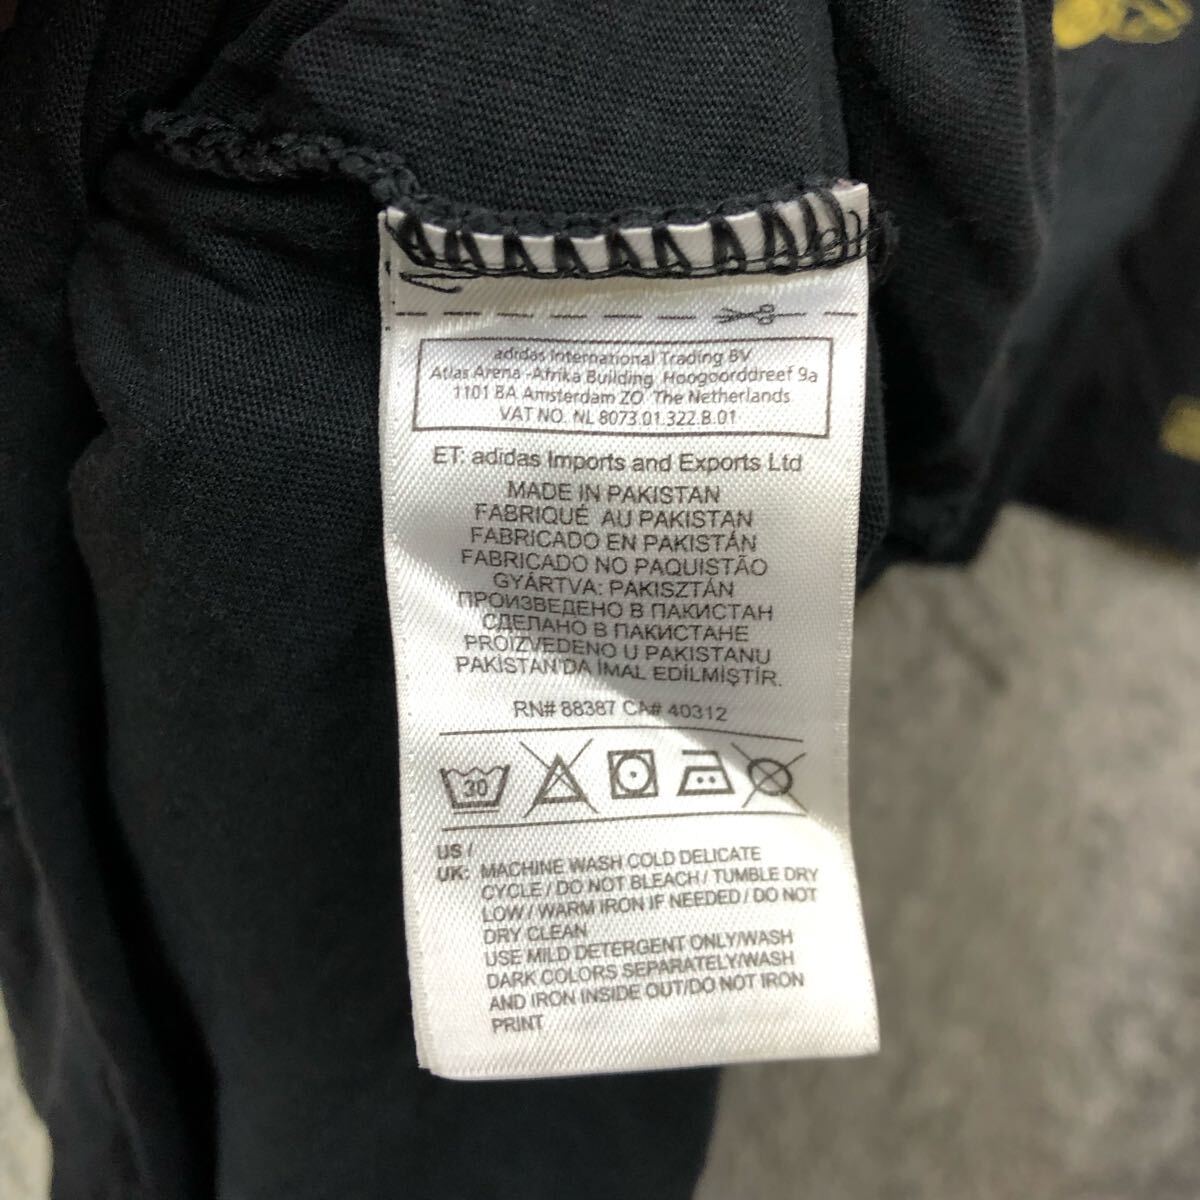 adidas International Trading BV
Atlas Arena -Afrika Building, Hoogoorddreef 9a
1101 BA Amsterdam ZO The Netherlands
VAT NO. NL 8073.01.322.B.01
ET: adidas Imports and Exports Ltd
MADE IN PAKISTAN
FABRIQUÉ AU PAKISTAN
FABRICADO EN PAKISTÁN
FABRICADO NO PAQUISTÃO
GYÁRTVA: PAKISZTÁN
ПРОИЗВЕДЕНО В ПАКИСТАН
СДЕЛАНО В ПАКИСТАНЕ
PROIZVEDENO U PAKISTANU
PAKİSTAN'DA İMAL EDİLMİŞTİR.
RN# 88387 CA# 40312
30
US /
UK: MACHINE WASH COLD DELICATE
CYCLE / DO NOT BLEACH / TUMBLE DRY
LOW / WARM IRON IF NEEDED / DO NOT
DRY CLEAN
USE MILD DETERGENT ONLY/WASH
DARK COLORS SEPARATELY/WASH
AND IRON INSIDE OUT/DO NOT IRON
PRINT